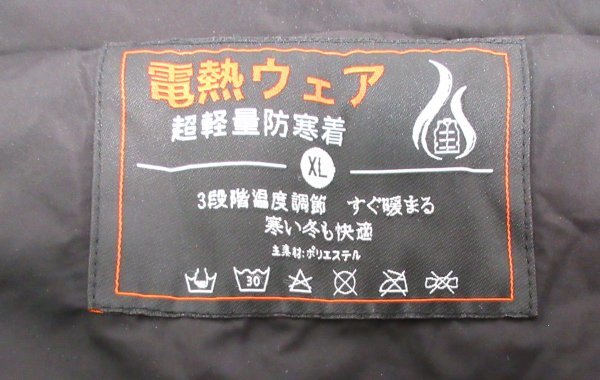 電熱ウェア
超軽量防寒着
XL
3段階温度調節 すぐ暖まる
寒い冬も快適
主素材:ポリエステル
30